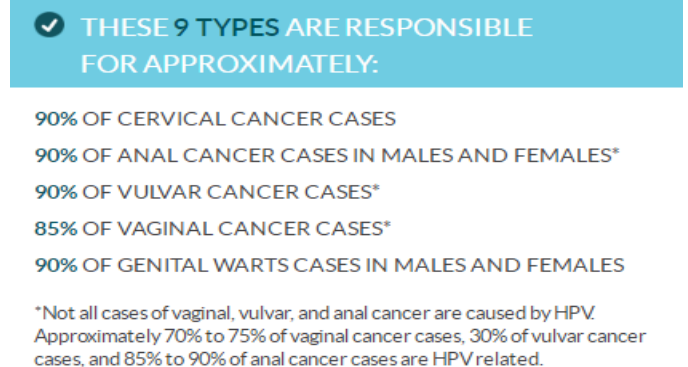 THESE 9 TYPES ARE RESPONSIBLE
FOR APPROXIMATELY:
90% OF CERVICAL CANCER CASES
90% OF ANAL CANCER CASES IN MALES AND FEMALES*
90% OF VULVAR CANCER CASES*
85% OF VAGINAL CANCER CASES*
90% OF GENITAL WARTS CASES IN MALES AND FEMALES
*Not all cases of vaginal, vulvar, and anal cancer are caused by HPV.
Approximately 70% to 75% of vaginal cancer cases, 30% of vulvar cancer
cases, and 85% to 90% of anal cancer cases are HPV related.